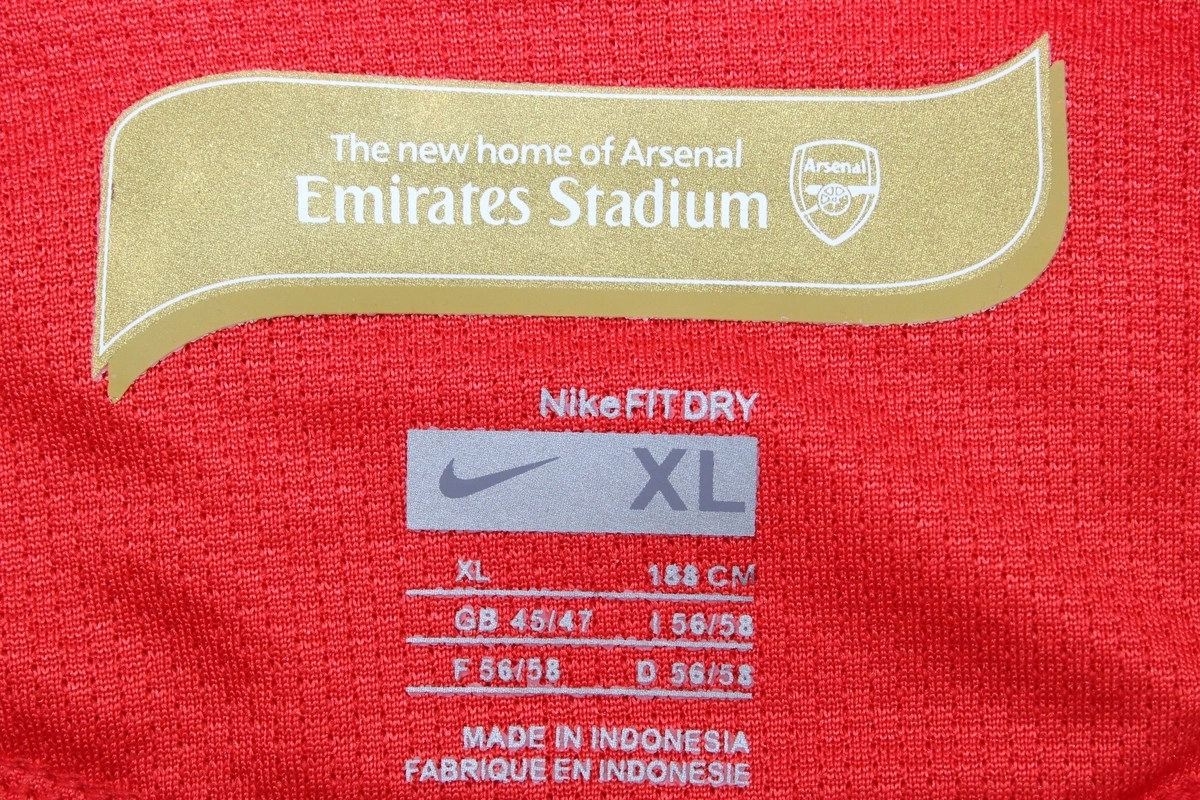 The new home of Arsenal
Emirates Stadium
Arsenal
NikeFIT DRY
XL
XL 188 CM
GB 45/47 I 56/58
F 56/58 D 56/58
MADE IN INDONESIA
FABRIQUE EN INDONESIE